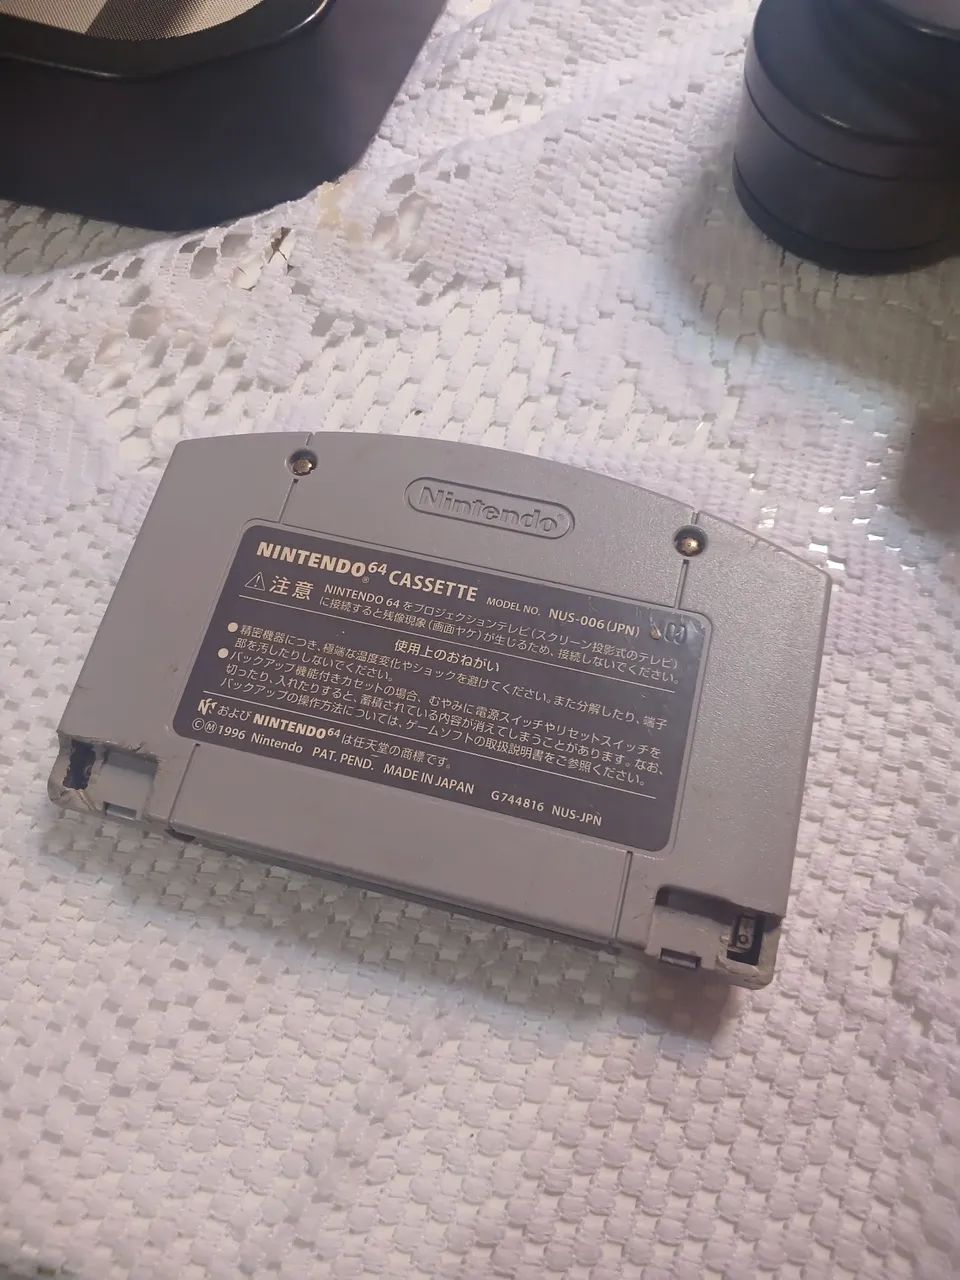 Nintendo
NINTENDO64® CASSETTE MODEL NO. NUS-006(JPN)
⚠注意 NINTENDO 64 をプロジェクションテレビ(スクリーン投影式のテレビ)
に接続すると残像現象(画面ヤケ)が生じるため、接続しないでください。
使用上のおねがい
●精密機器につき、極端な温度変化やショックを避けてください。また分解したり、端子
部を汚したりしないでください。
●バックアップ機能付きカセットの場合、むやみに電源スイッチやリセットスイッチを
切ったり、入れたりすると、蓄積されている内容が消えてしまうことがあります。なお、
バックアップの操作方法については、ゲームソフトの取扱説明書をご参照ください。
および NINTENDO64 は任天堂の商標です。
©Ⓜ1996 Nintendo PAT. PEND. MADE IN JAPAN G744816 NUS-JPN